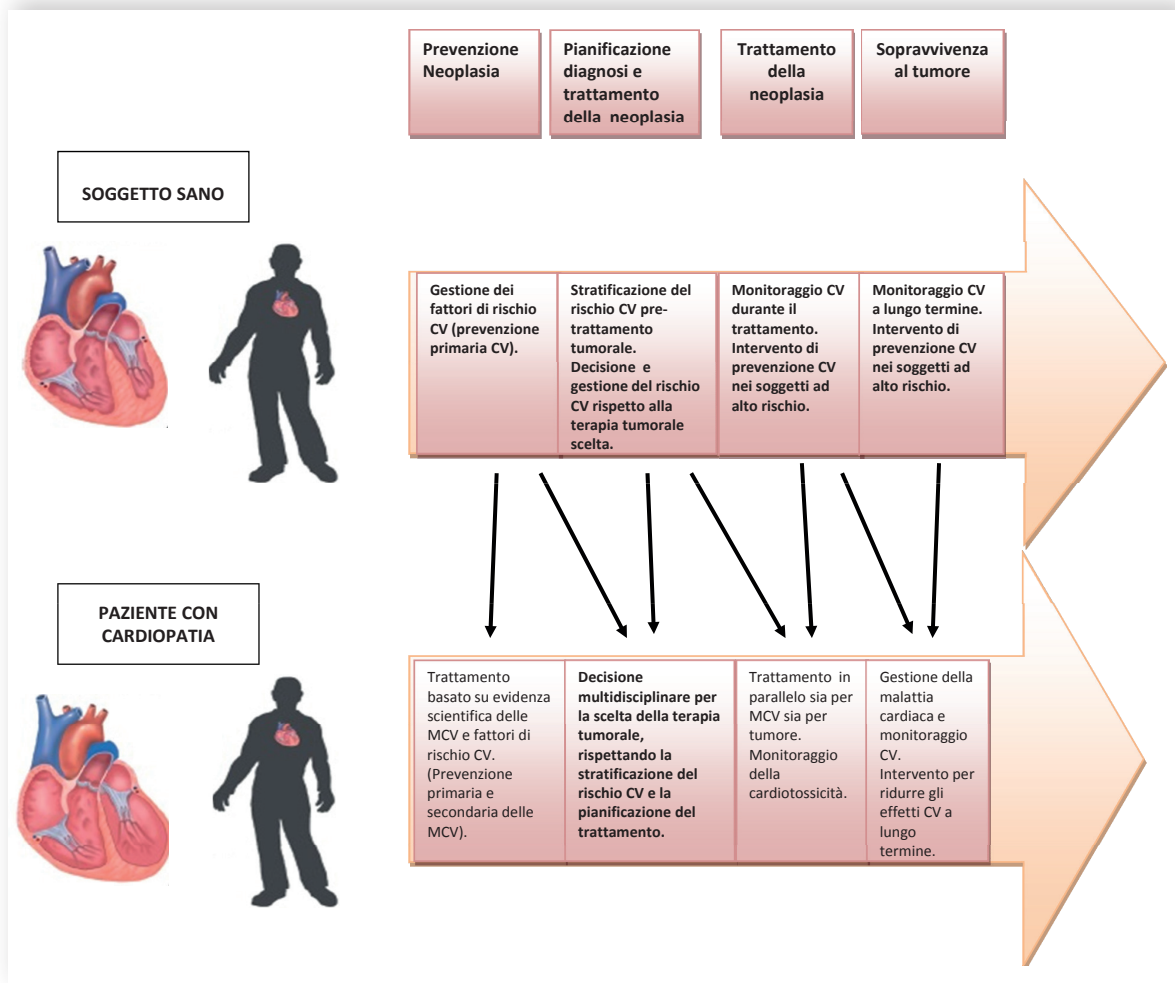 Prevenzione
Neoplasia
Pianificazione
diagnosi e
trattamento
della neoplasia
Trattamento
della
neoplasia
Sopravvivenza
al tumore
SOGGETTO SANO
Gestione dei
fattori di rischio
CV (prevenzione
primaria CV).
Stratificazione del
rischio CV pre-
trattamento
tumorale.
Decisione e
gestione del rischio
CV rispetto alla
terapia tumorale
scelta.
Monitoraggio CV
durante il
trattamento.
Intervento di
prevenzione CV
nei soggetti ad
alto rischio.
Monitoraggio CV
a lungo termine.
Intervento di
prevenzione CV
nei soggetti ad
alto rischio.
PAZIENTE CON
CARDIOPATIA
Trattamento
basato su evidenza
scientifica delle
MCV e fattori di
rischio CV.
(Prevenzione
primaria e
secondaria delle
MCV).
Decisione
multidisciplinare per
la scelta della terapia
tumorale,
rispettando la
stratificazione del
rischio CV e la
pianificazione del
trattamento.
Trattamento in
parallelo sia per
MCV sia per
tumore.
Monitoraggio
della
cardiotossicità.
Gestione della
malattia
cardiaca e
monitoraggio
CV.
Intervento per
ridurre gli
effetti CV a
lungo
termine.